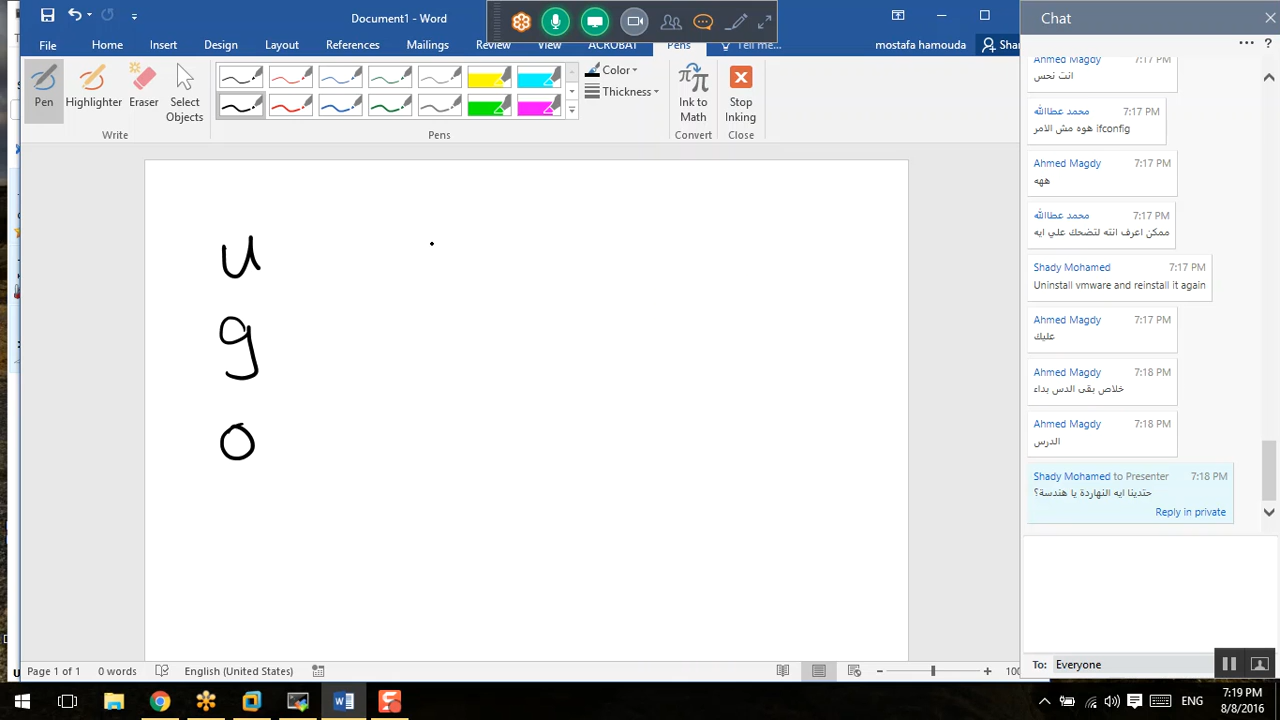 Document1 - Word
File Home Insert Design Layout References Mailings Review View ACROBAT Pens Tell me...
mostafa hamouda
Shar
Pen
Highlighter
Eraser
Select
Objects
Write
Pens
Color
Thickness
Ink to
Math
Convert
Stop
Inking
Close
u
g
o
Chat
Ahmed Magdy 7:17 PM
انت نحس
محمد عطاالله 7:17 PM
هوه مش الامر ifconfig
Ahmed Magdy 7:17 PM
ههه
محمد عطاالله 7:17 PM
ممكن اعرف انته لتضحك علي ايه
Shady Mohamed 7:17 PM
Uninstall vmware and reinstall it again
Ahmed Magdy 7:17 PM
عليك
Ahmed Magdy 7:18 PM
خلاص بقى الدس بداء
Ahmed Magdy 7:18 PM
الدرس
Shady Mohamed to Presenter 7:18 PM
حتدينا ايه النهاردة يا هندسة؟
Reply in private
To: Everyone
Page 1 of 1 0 words English (United States)
100
ENG
7:19 PM
8/8/2016